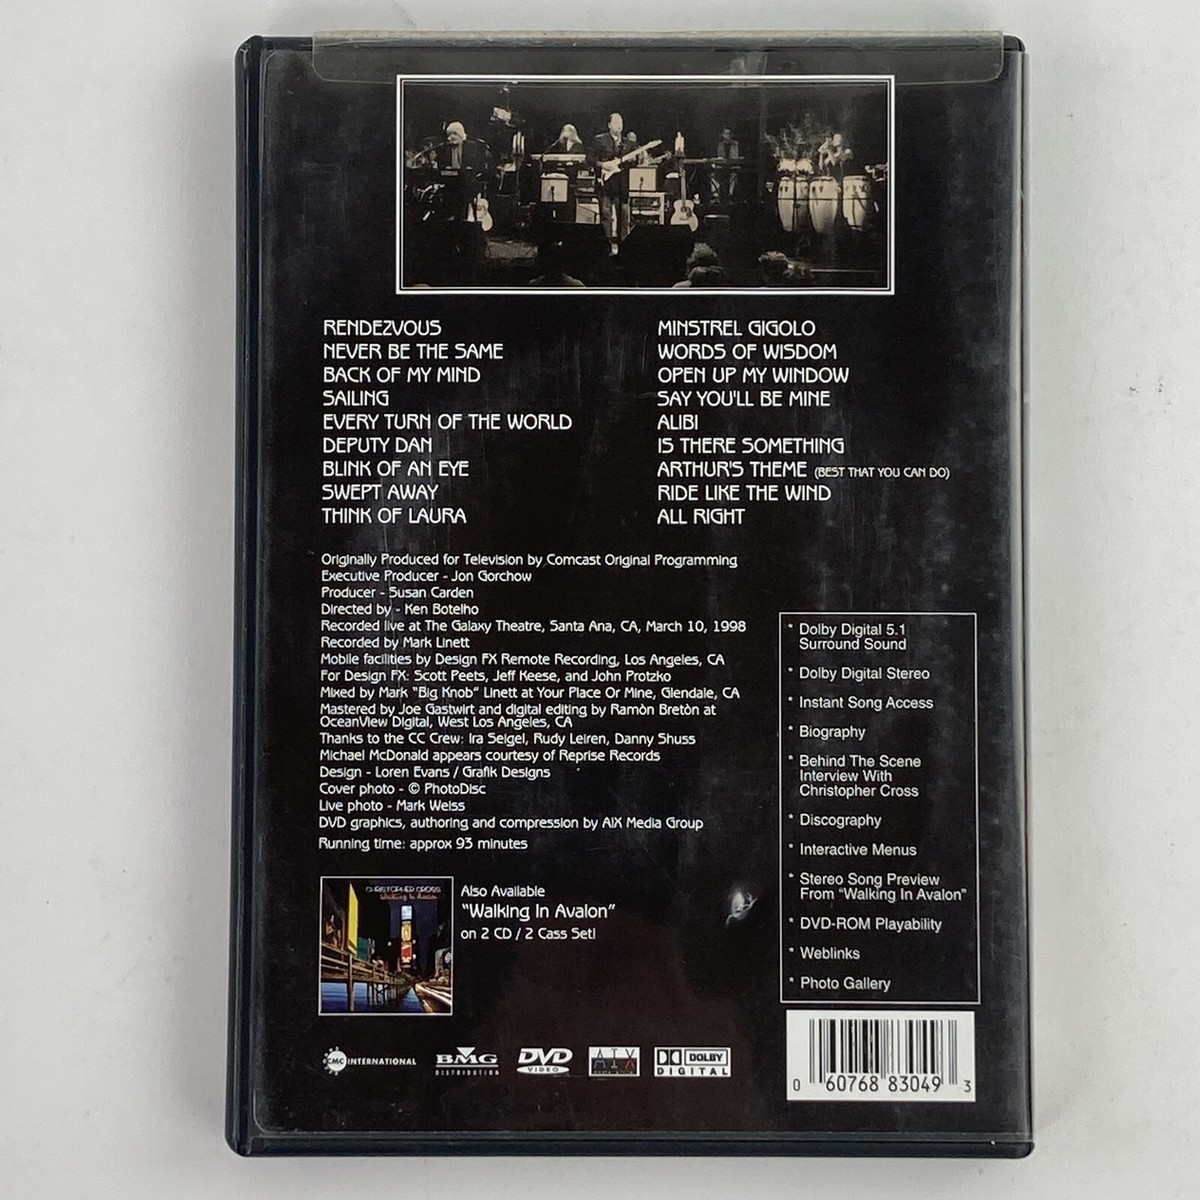 RENDEZVOUS
NEVER BE THE SAME
BACK OF MY MIND
SAILING
EVERY TURN OF THE WORLD
DEPUTY DAN
BLINK OF AN EYE
SWEPT AWAY
THINK OF LAURA
MINSTREL GIGOLO
WORDS OF WISDOM
OPEN UP MY WINDOW
SAY YOU'LL BE MINE
ALIBI
IS THERE SOMETHING
ARTHUR'S THEME (BEST THAT YOU CAN DO)
RIDE LIKE THE WIND
ALL RIGHT
Originally Produced for Television by Comcast Original Programming
Executive Producer - Jon Gorchow
Producer - Susan Carden
Directed by - Ken Botelho
Recorded live at The Galaxy Theatre, Santa Ana, CA, March 10, 1998
Recorded by Mark Linett
Mobile facilities by Design FX Remote Recording, Los Angeles, CA
For Design FX: Scott Peets, Jeff Keese, and John Protzko
Mixed by Mark "Big Knob" Linett at Your Place Or Mine, Glendale, CA
Mastered by Joe Gastwirt and digital editing by Ramòn Bretòn at
OceanView Digital, West Los Angeles, CA
Thanks to the CC Crew: Ira Seigel, Rudy Leiren, Danny Shuss
Michael McDonald appears courtesy of Reprise Records
Design - Loren Evans / Grafik Designs
Cover photo - © PhotoDisc
Live photo - Mark Weiss
DVD graphics, authoring and compression by AIX Media Group
Running time: approx 93 minutes
* Dolby Digital 5.1
Surround Sound
* Dolby Digital Stereo
* Instant Song Access
* Biography
* Behind The Scene
Interview With
Christopher Cross
* Discography
* Interactive Menus
* Stereo Song Preview
From "Walking In Avalon"
* DVD-ROM Playability
* Weblinks
* Photo Gallery
CHRISTOPHER CROSS
Walking In Avalon
Also Available
"Walking In Avalon"
on 2 CD / 2 Cass Set!
CMC INTERNATIONAL
BMG
DISTRIBUTION
DVD
VIDEO
AIX
DOLBY
DIGITAL
0 60768 83049 3